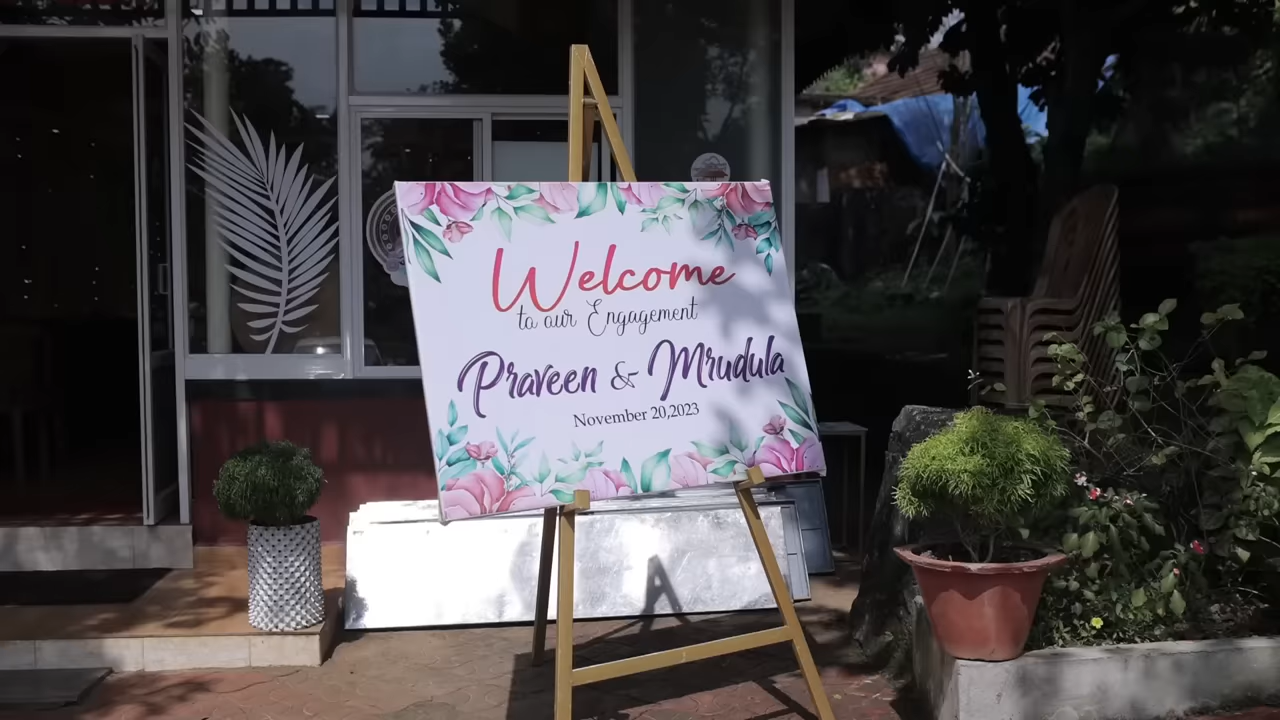 Welcome
to our Engagement
Praveen & Mrudula
November 20,2023